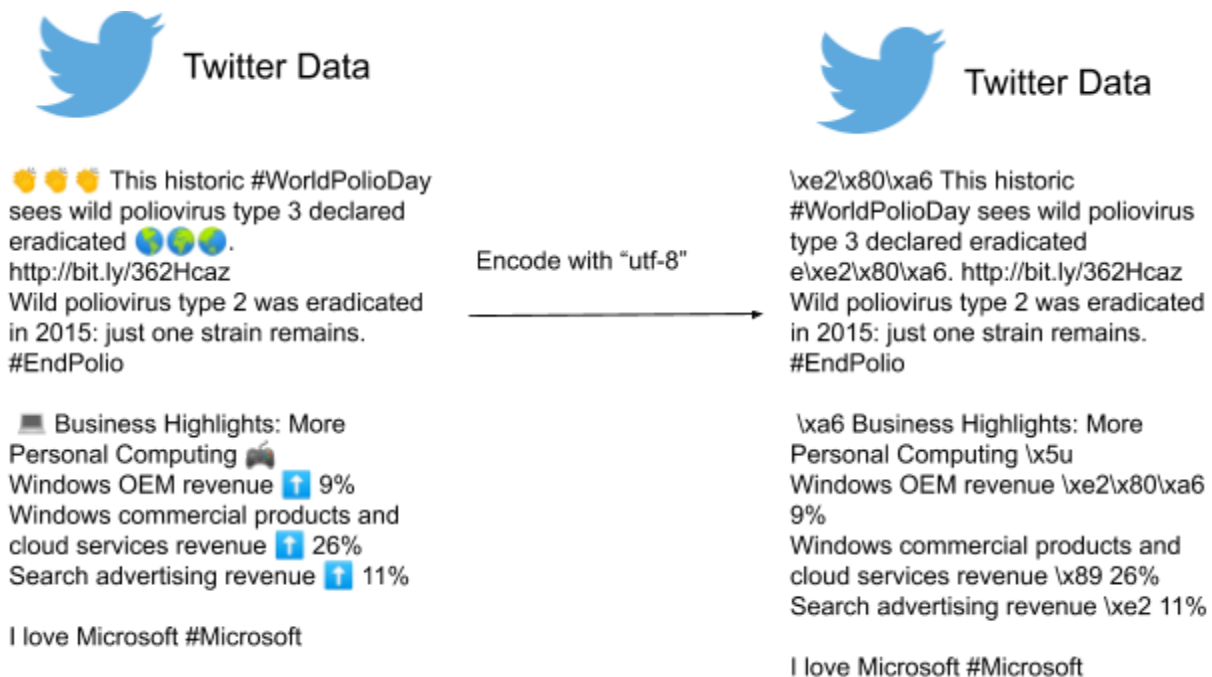 Twitter Data
👏👏👏 This historic #WorldPolioDay
sees wild poliovirus type 3 declared
eradicated 🌎🌍🌏.
http://bit.ly/362Hcaz
Wild poliovirus type 2 was eradicated
in 2015: just one strain remains.
#EndPolio
💻 Business Highlights: More
Personal Computing 🎮
Windows OEM revenue ⬆️ 9%
Windows commercial products and
cloud services revenue ⬆️ 26%
Search advertising revenue ⬆️ 11%
I love Microsoft #Microsoft
Encode with “utf-8”
Twitter Data
\xe2\x80\xa6 This historic
#WorldPolioDay sees wild poliovirus
type 3 declared eradicated
e\xe2\x80\xa6. http://bit.ly/362Hcaz
Wild poliovirus type 2 was eradicated
in 2015: just one strain remains.
#EndPolio
\xa6 Business Highlights: More
Personal Computing \x5u
Windows OEM revenue \xe2\x80\xa6
9%
Windows commercial products and
cloud services revenue \x89 26%
Search advertising revenue \xe2 11%
I love Microsoft #Microsoft